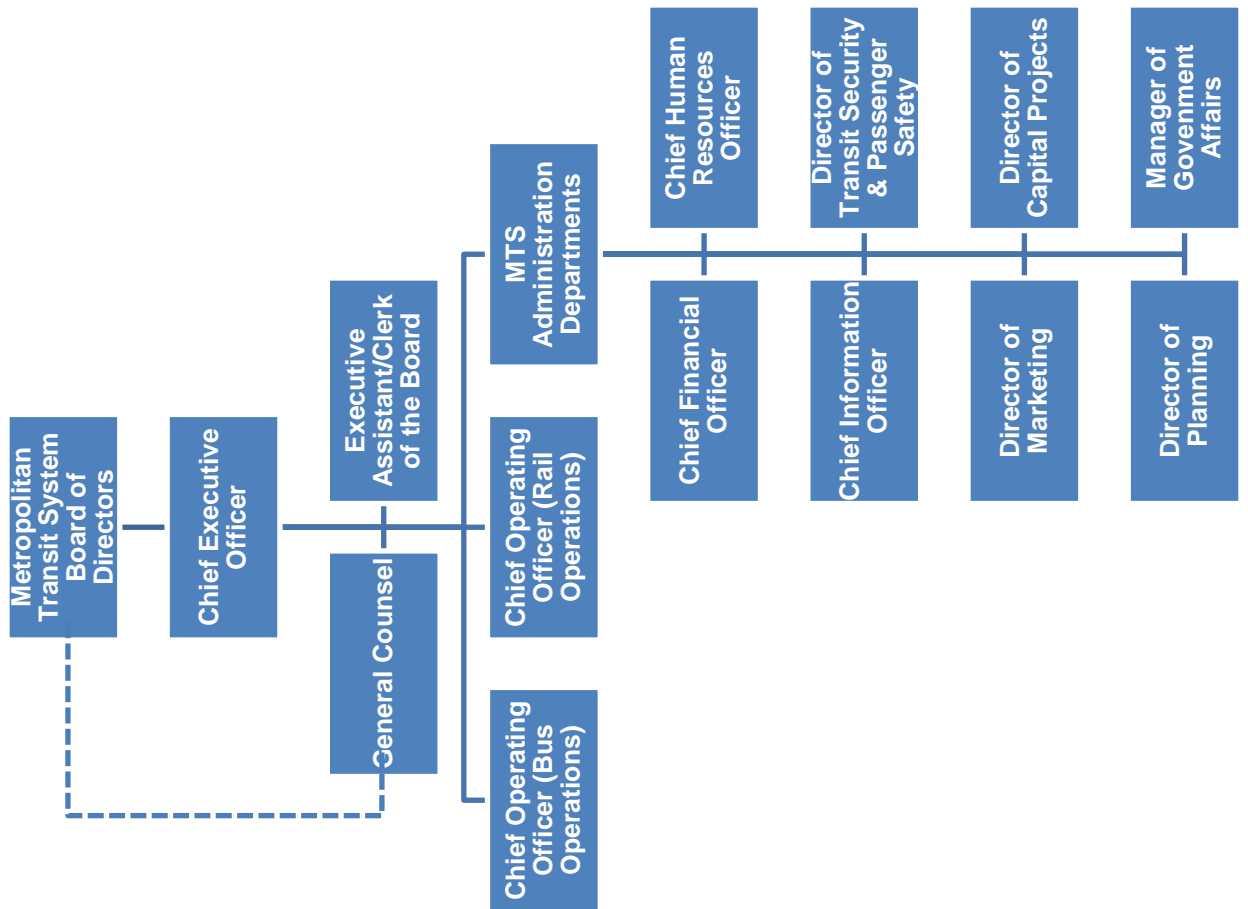 Metropolitan
Transit System
Board of
Directors
Chief Executive
Officer
General Counsel
Executive
Assistant/Clerk
of the Board
Chief Operating
Officer (Bus
Operations)
Chief Operating
Officer (Rail
Operations)
MTS
Administration
Departments
Chief Financial
Officer
Chief Human
Resources
Officer
Chief Information
Officer
Director of
Transit Security
& Passenger
Safety
Director of
Marketing
Director of
Capital Projects
Director of
Planning
Manager of
Govenment
Affairs